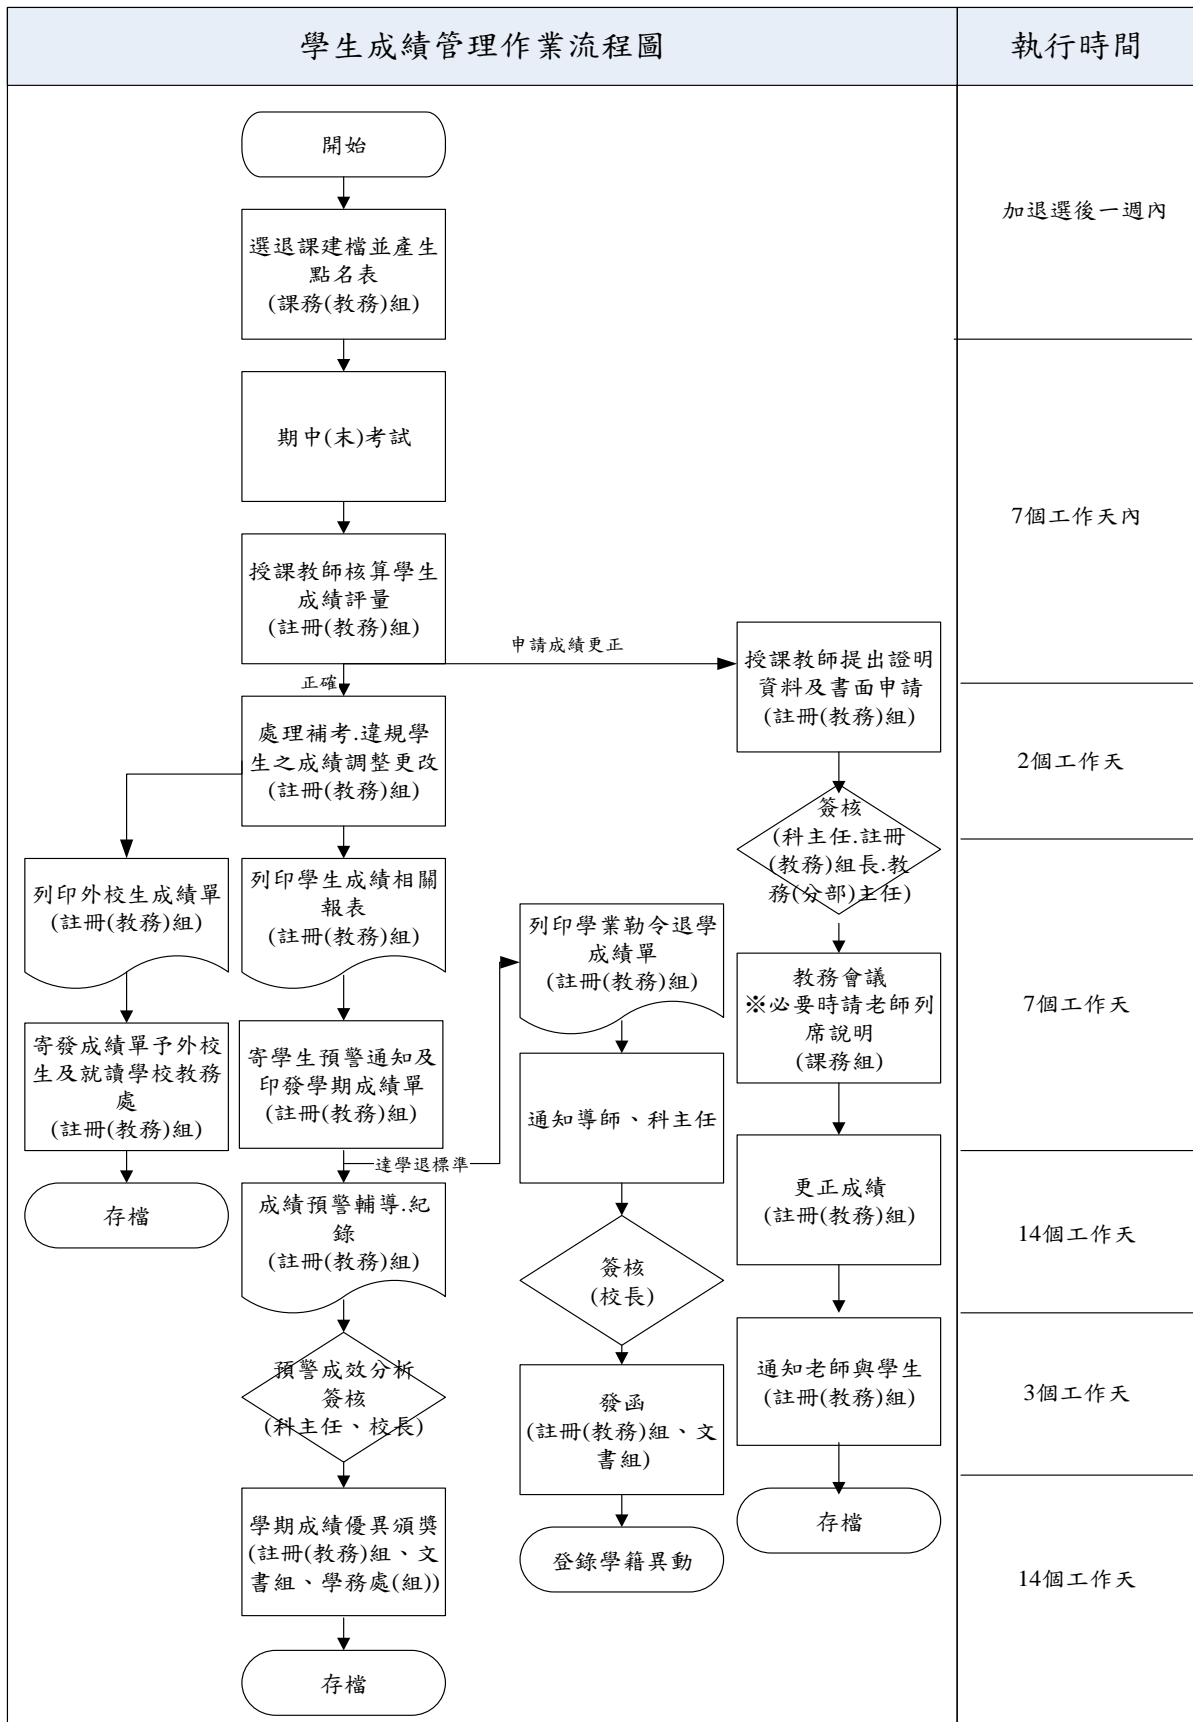 學生成績管理作業流程圖
執行時間
開始
加退選後一週內
選退課建檔並產生
點名表
(課務(教務)組)
期中(末)考試
7個工作天內
授課教師核算學生
成績評量
(註冊(教務)組)
申請成績更正
正確
授課教師提出證明
資料及書面申請
(註冊(教務)組)
處理補考.違規學
生之成績調整更改
(註冊(教務)組)
2個工作天
簽核
(科主任.註冊
(教務)組長.教
務(分部)主任)
列印外校生成績單
(註冊(教務)組)
列印學生成績相關
報表
(註冊(教務)組)
列印學業勒令退學
成績單
(註冊(教務)組)
教務會議
※必要時請老師列
席說明
(課務組)
7個工作天
寄發成績單予外校
生及就讀學校教務
處
(註冊(教務)組)
寄學生預警通知及
印發學期成績單
(註冊(教務)組)
通知導師、科主任
達學退標準
存檔
成績預警輔導.紀
錄
(註冊(教務)組)
更正成績
(註冊(教務)組)
14個工作天
簽核
(校長)
預警成效分析
簽核
(科主任、校長)
發函
(註冊(教務)組、文
書組)
通知老師與學生
(註冊(教務)組)
3個工作天
學期成績優異頒獎
(註冊(教務)組、文
書組、學務處(組))
登錄學籍異動
存檔
14個工作天
存檔